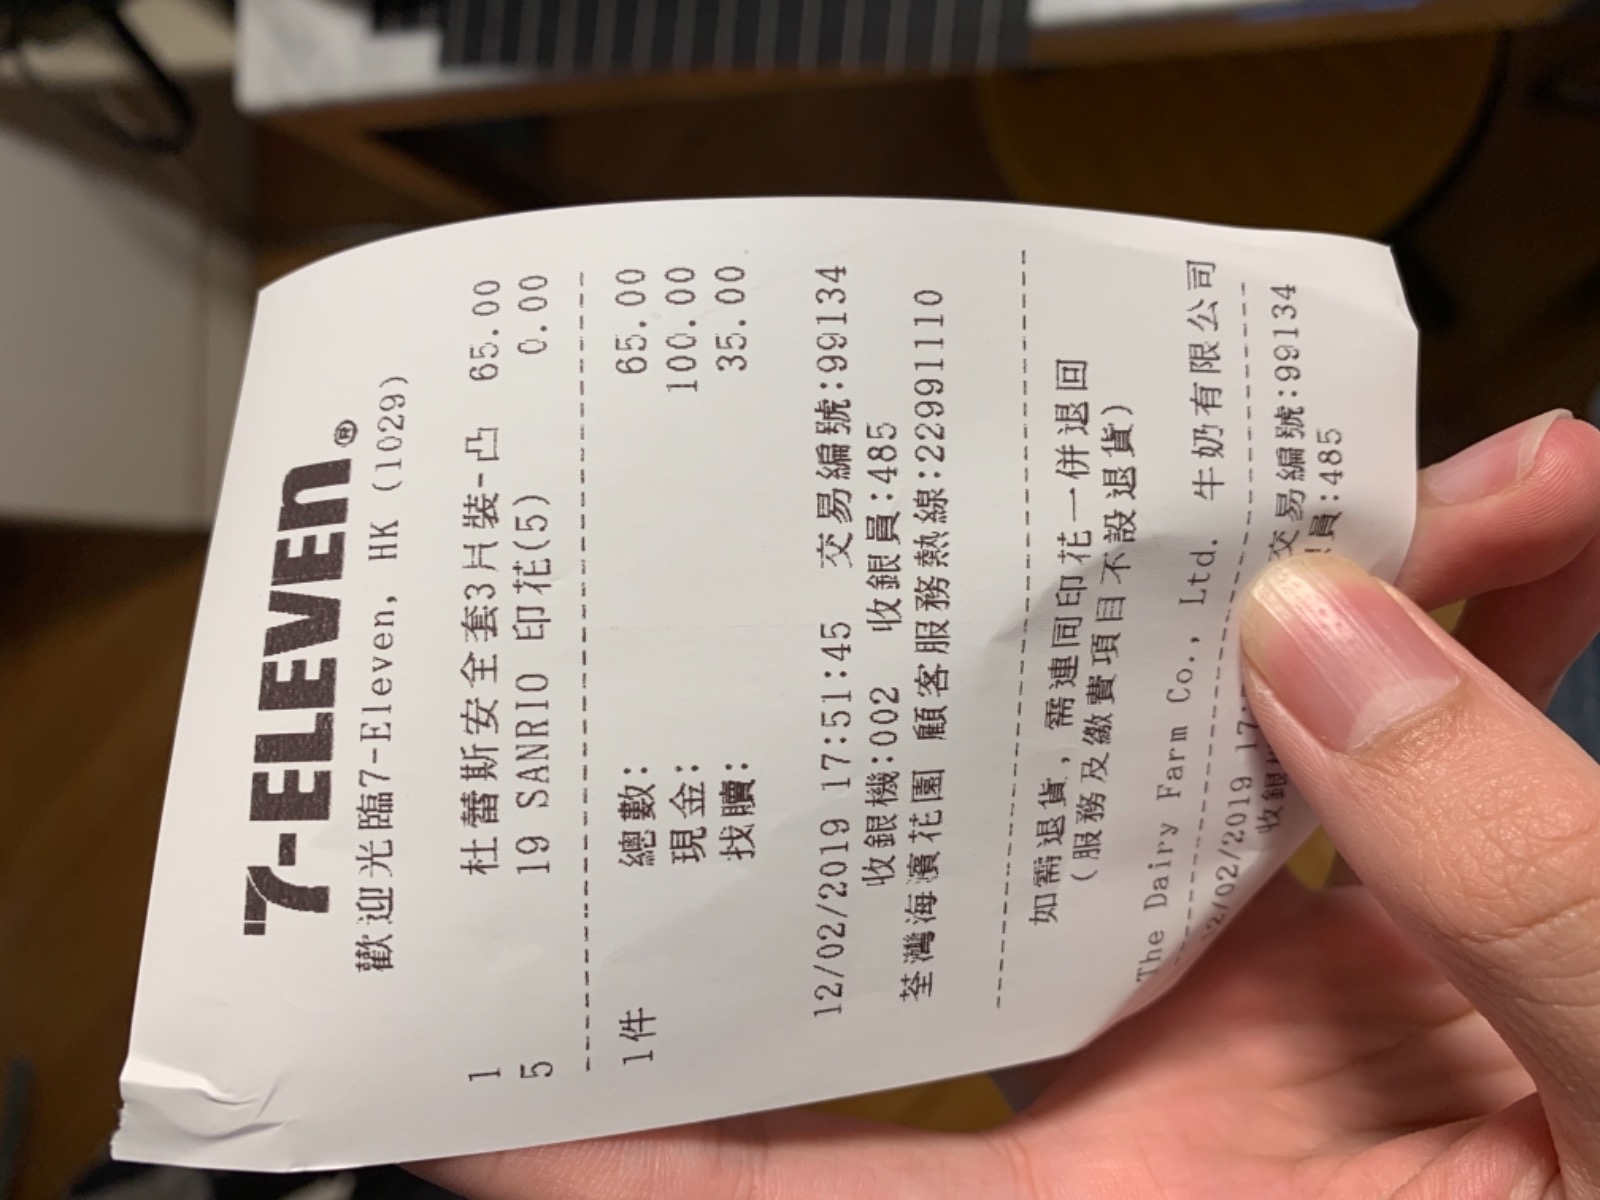 7-ELEVEn®
歡迎光臨7-Eleven, HK (1029)
1 杜蕾斯安全套3片裝-凸 65.00
5 19 SANRIO 印花(5) 0.00
1件 總數: 65.00
現金: 100.00
找贖: 35.00
12/02/2019 17:51:45 交易編號:99134
收銀機:002 收銀員:485
荃灣海濱花園 顧客服務熱線:22991110
如需退貨, 需連同印花一併退回
(服務及繳費項目不設退貨)
The Dairy Farm Co., Ltd. 牛奶有限公司
12/02/2019 17: 交易編號:99134
收銀 員:485